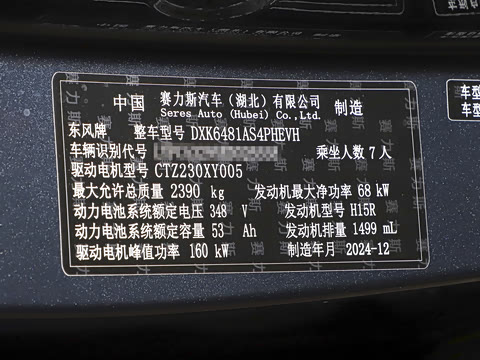 中国 赛力斯汽车（湖北）有限公司 制造
Seres Auto (Hubei) Co.,Ltd.
东风牌 整车型号 DXK6481AS4PHEVH
车辆识别代号 乘坐人数 7 人
驱动电机型号 CTZ230XY005
最大允许总质量 2390 kg 发动机最大净功率 68 kW
动力电池系统额定电压 348 V 发动机型号 H15R
动力电池系统额定容量 53 Ah 发动机排量 1499 mL
驱动电机峰值功率 160 kW 制造年月 2024-12
车型
车型